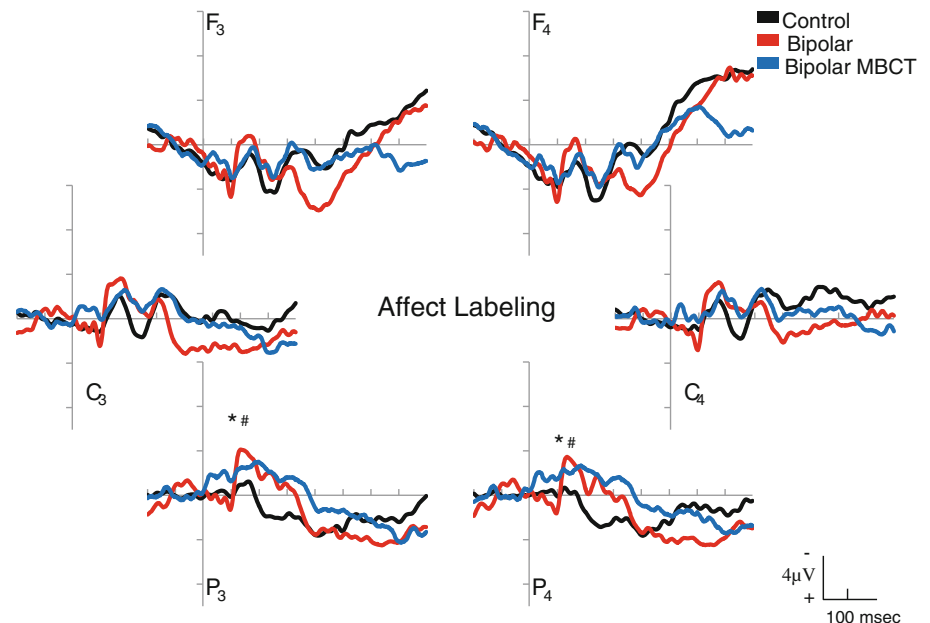 F3
F4
Control
Bipolar
Bipolar MBCT
Affect Labeling
C3
C4
* #
* #
P3
P4
-
4μV
+
100 msec